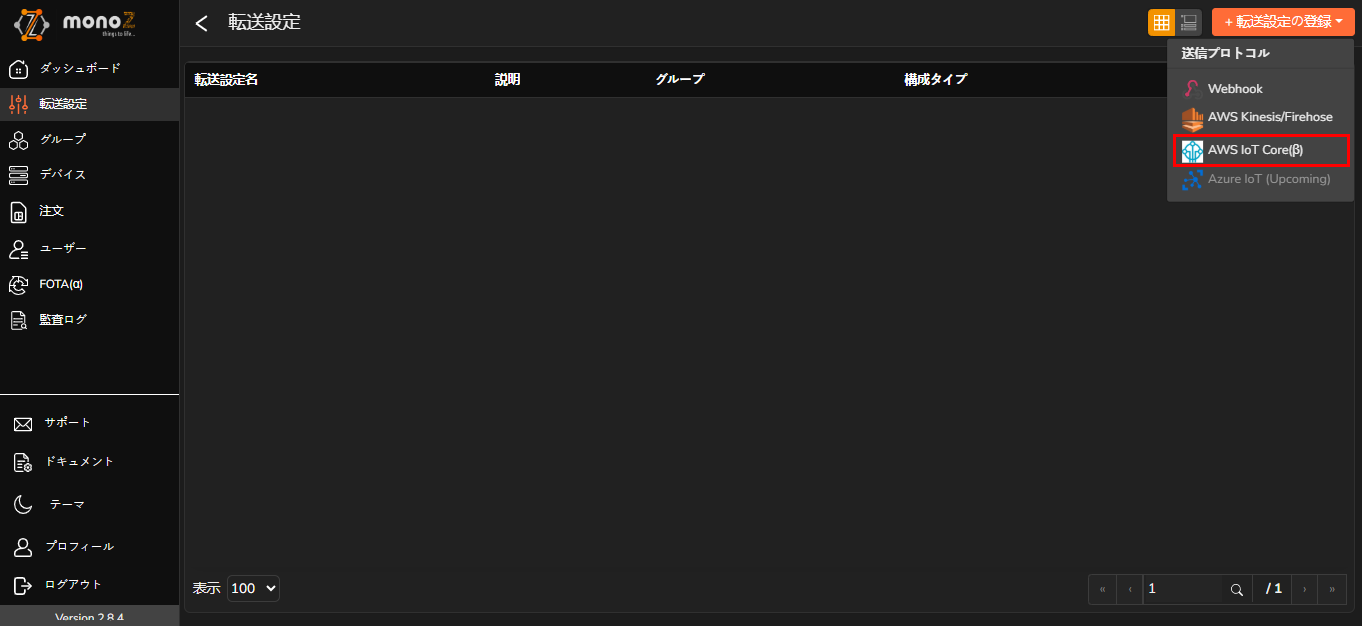 monoZ
things to life...
ダッシュボード
転送設定
グループ
デバイス
注文
ユーザー
FOTA(α)
監査ログ
サポート
ドキュメント
テーマ
プロフィール
ログアウト
Version 2.8.4
転送設定
+ 転送設定の登録
送信プロトコル
Webhook
AWS Kinesis/Firehose
AWS IoT Core(β)
Azure IoT (Upcoming)
転送設定名 説明 グループ 構成タイプ
表示 100 « ‹ 1 / 1 › »